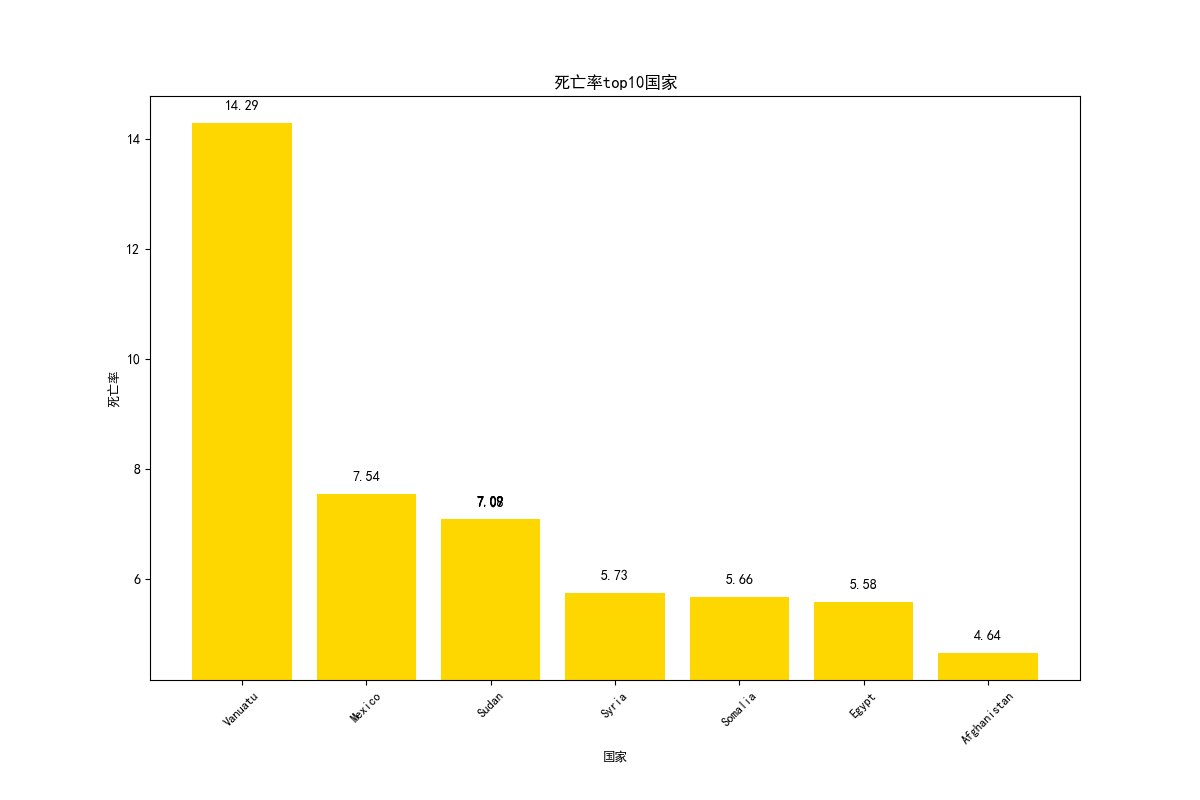 死亡率top10国家
14.29
14
12
10
死亡率
8
7.54
6
5.73
5.66
5.58
4.64
Vanuatu
Mexico
Sudan
Syria
Somalia
Egypt
Afghanistan
国家